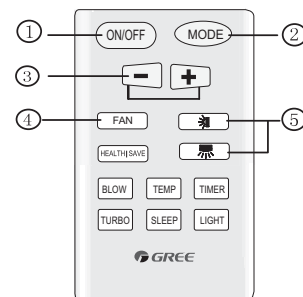 ① ON/OFF MODE ②
③ - +
④ FAN ⑤
HEALTH|SAVE
BLOW TEMP TIMER
TURBO SLEEP LIGHT
GREE